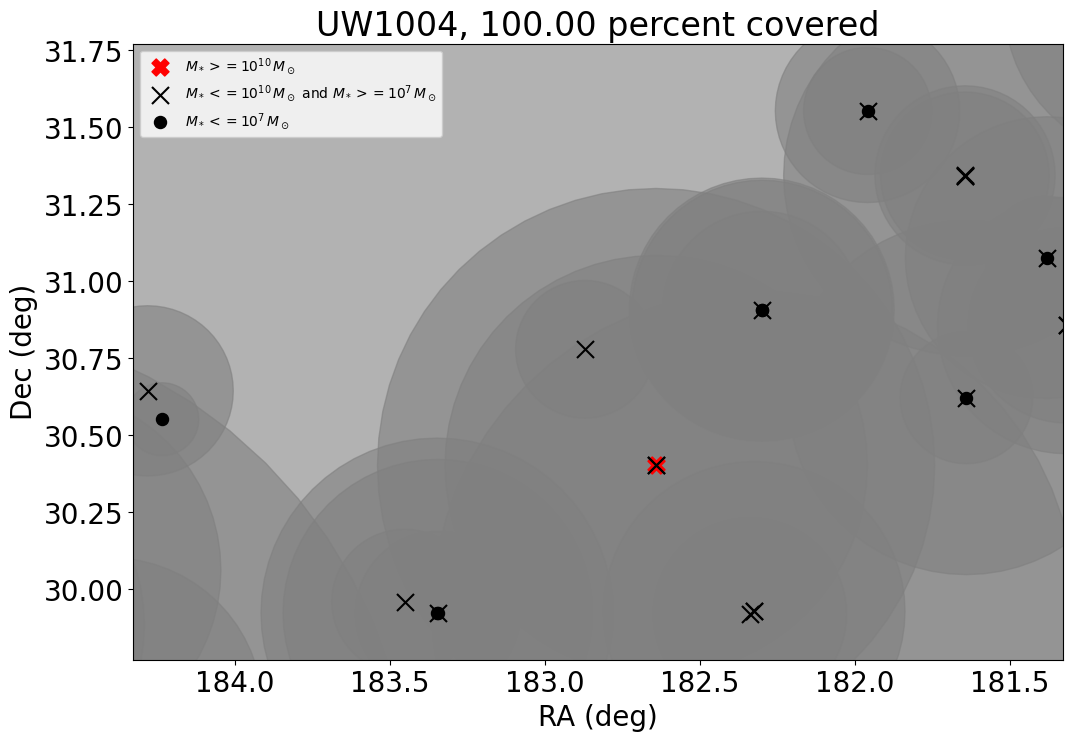 UW1004, 100.00 percent covered
M* >= 10^10 M⊙
M* <= 10^10 M⊙ and M* >= 10^7 M⊙
M* <= 10^7 M⊙
31.75
31.50
31.25
31.00
30.75
30.50
30.25
30.00
Dec (deg)
184.0 183.5 183.0 182.5 182.0 181.5
RA (deg)